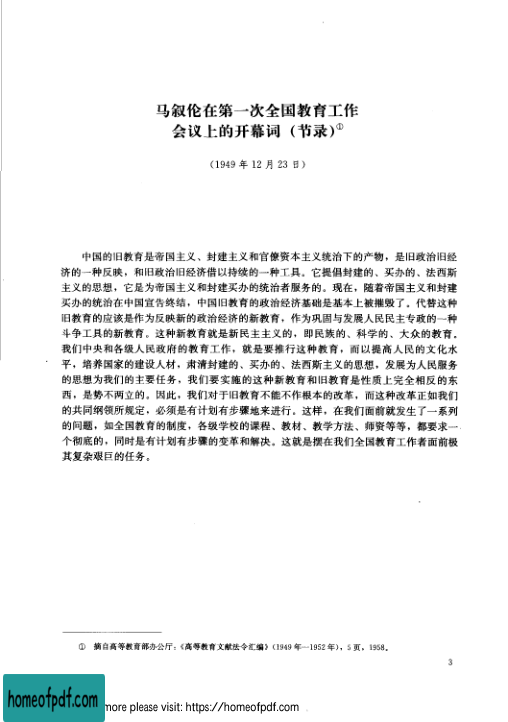 马叙伦在第一次全国教育工作
会议上的开幕词（节录）①
（1949 年 12 月 23 日）
中国的旧教育是帝国主义、封建主义和官僚资本主义统治下的产物，是旧政治旧经
济的一种反映，和旧政治旧经济借以持续的一种工具。它提倡封建的、买办的、法西斯
主义的思想，它是为帝国主义和封建买办的统治者服务的。现在，随着帝国主义和封建
买办的统治在中国宣告终结，中国旧教育的政治经济基础是基本上被摧毁了。代替这种
旧教育的应该是作为反映新的政治经济的新教育，作为巩固与发展人民民主专政的一种
斗争工具的新教育。这种新教育就是新民主主义的，即民族的、科学的、大众的教育。
我们中央和各级人民政府的教育工作，就是要推行这种教育，而以提高人民的文化水
平，培养国家的建设人材，肃清封建的、买办的、法西斯主义的思想，发展为人民服务
的思想为我们的主要任务，我们要实施的这种新教育和旧教育是性质上完全相反的东
西，是势不两立的。因此，我们对于旧教育不能不作根本的改革，而这种改革正如我们
的共同纲领所规定，必须是有计划有步骤地来进行。这样，在我们面前就发生了一系列
的问题，如全国教育的制度，各级学校的课程、教材、教学方法、师资等等，都要求一
个彻底的，同时是有计划有步骤的变革和解决。这就是摆在我们全国教育工作者面前极
其复杂艰巨的任务。
① 摘自高等教育部办公厅：《高等教育文献法令汇编》（1949 年—1952 年），5 页，1958。
3
homeofpdf.com
more please visit: https://homeofpdf.com